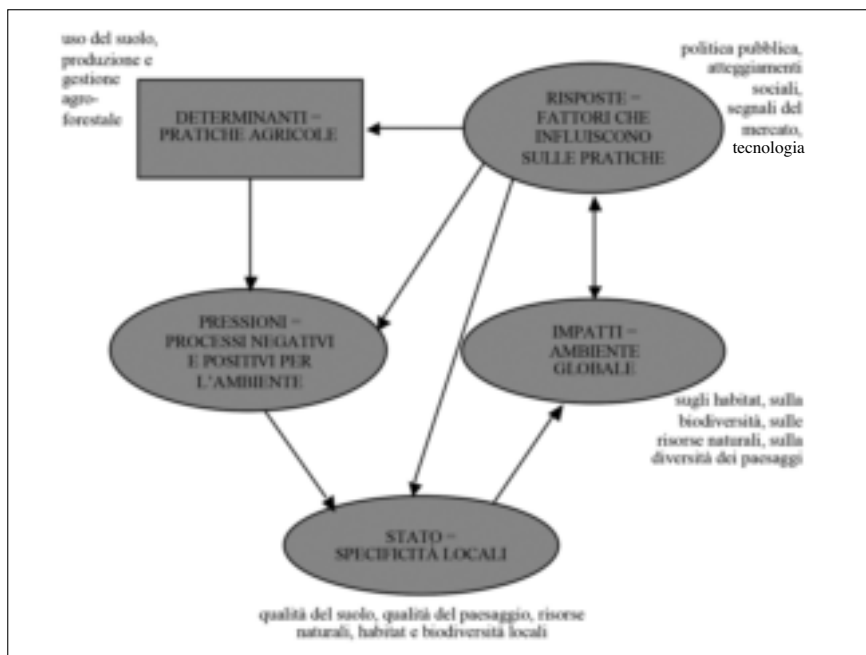 uso del suolo,
produzione e
gestione
agro-
forestale
DETERMINANTI =
PRATICHE AGRICOLE
RISPOSTE =
FATTORI CHE
INFLUISCONO
SULLE PRATICHE
politica pubblica,
atteggiamenti
sociali,
segnali del
mercato,
tecnologia
PRESSIONI =
PROCESSI NEGATIVI
E POSITIVI PER
L'AMBIENTE
IMPATTI =
AMBIENTE
GLOBALE
sugli habitat, sulla
biodiversità, sulle
risorse naturali, sulla
diversità dei paesaggi
STATO =
SPECIFICITÀ LOCALI
qualità del suolo, qualità del paesaggio, risorse
naturali, habitat e biodiversità locali